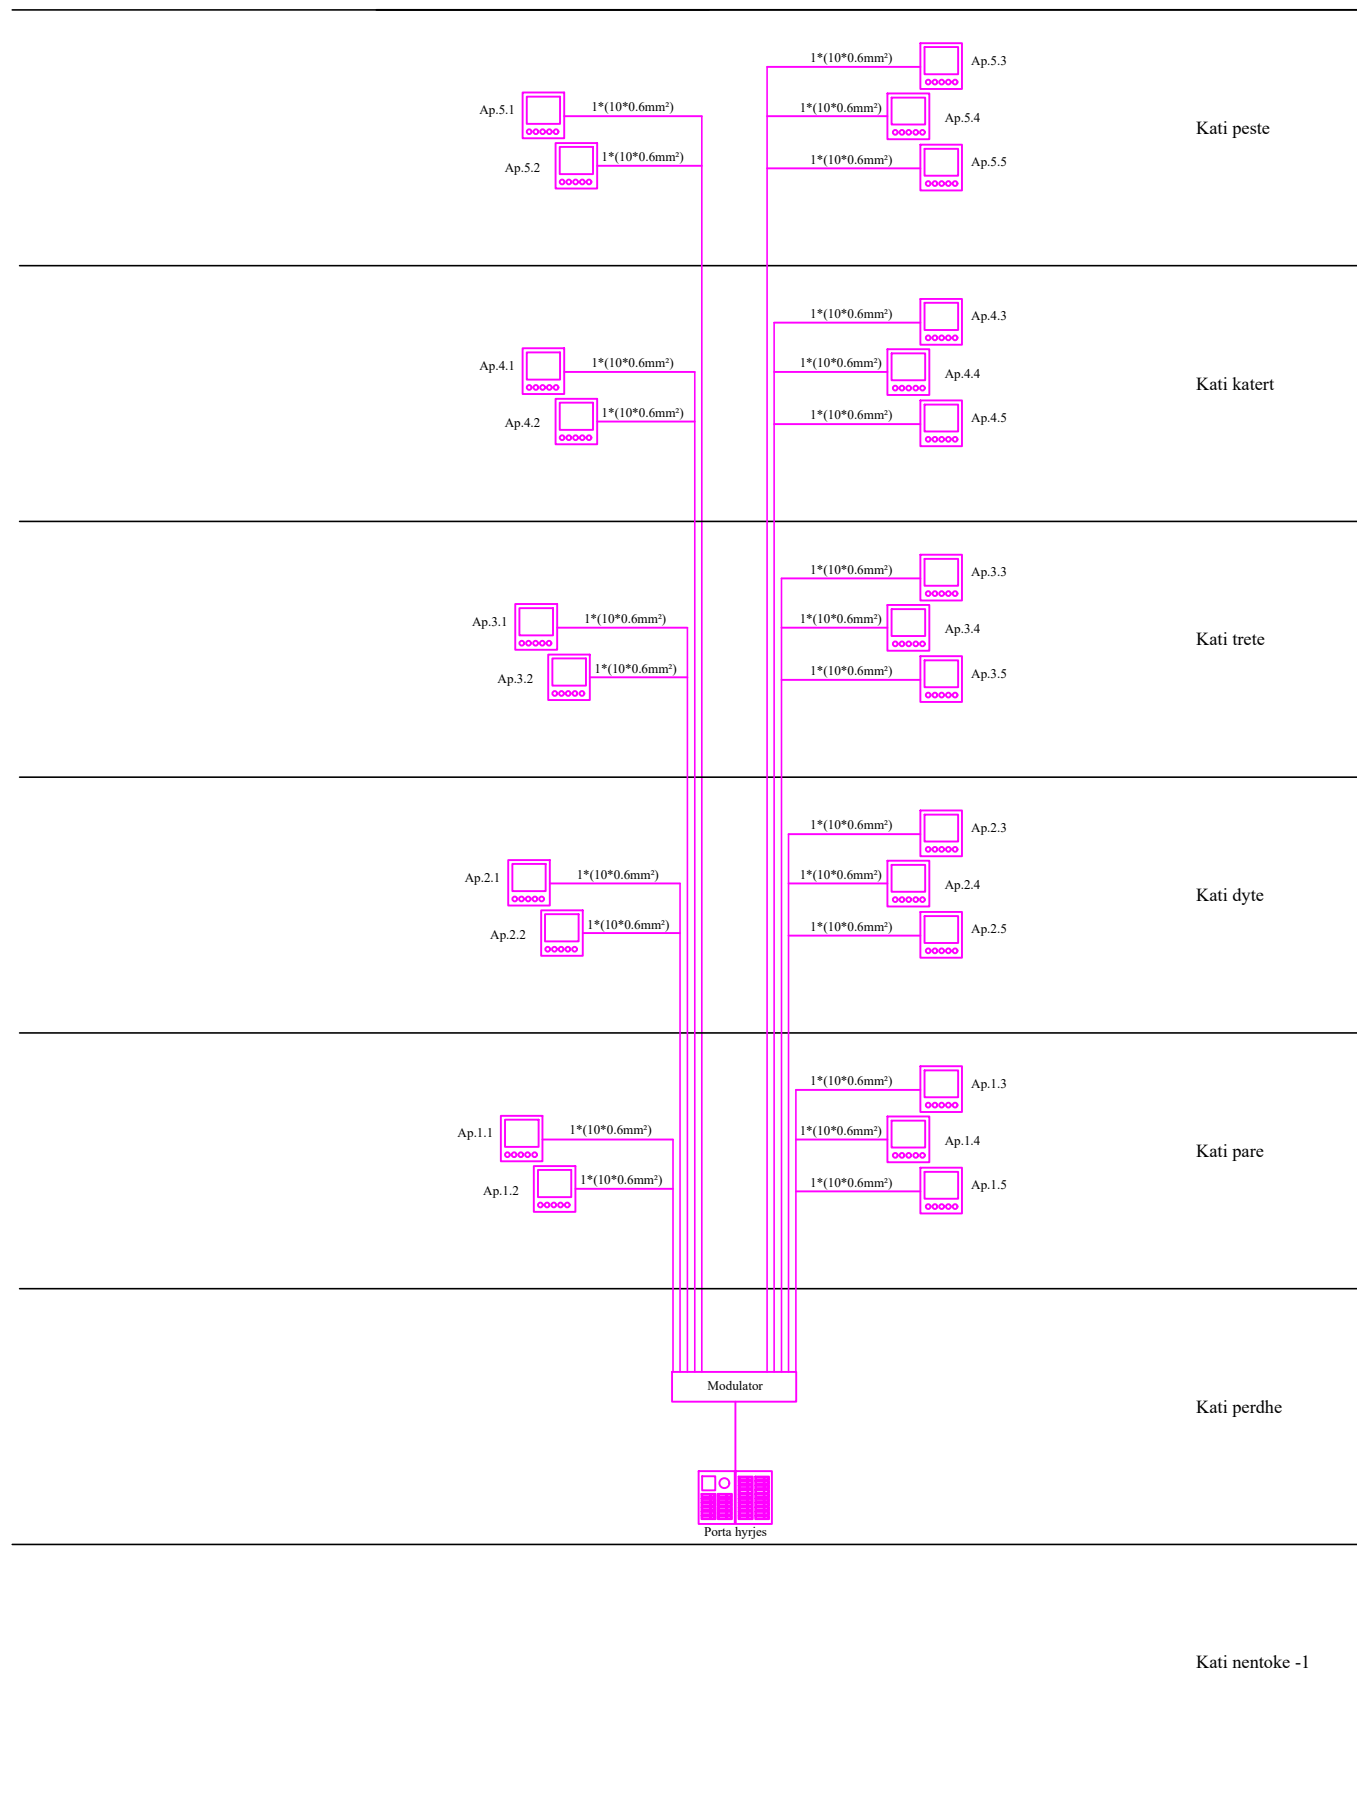 1*(10*0.6mm²)
Ap.5.3
Ap.5.1
1*(10*0.6mm²)
1*(10*0.6mm²)
Ap.5.4
Kati peste
Ap.5.2
1*(10*0.6mm²)
1*(10*0.6mm²)
Ap.5.5
1*(10*0.6mm²)
Ap.4.3
Ap.4.1
1*(10*0.6mm²)
1*(10*0.6mm²)
Ap.4.4
Kati katert
Ap.4.2
1*(10*0.6mm²)
1*(10*0.6mm²)
Ap.4.5
1*(10*0.6mm²)
Ap.3.3
Ap.3.1
1*(10*0.6mm²)
1*(10*0.6mm²)
Ap.3.4
Kati trete
Ap.3.2
1*(10*0.6mm²)
1*(10*0.6mm²)
Ap.3.5
1*(10*0.6mm²)
Ap.2.3
Ap.2.1
1*(10*0.6mm²)
1*(10*0.6mm²)
Ap.2.4
Kati dyte
Ap.2.2
1*(10*0.6mm²)
1*(10*0.6mm²)
Ap.2.5
1*(10*0.6mm²)
Ap.1.3
Ap.1.1
1*(10*0.6mm²)
1*(10*0.6mm²)
Ap.1.4
Kati pare
Ap.1.2
1*(10*0.6mm²)
1*(10*0.6mm²)
Ap.1.5
Modulator
Kati perdhe
Porta hyrjes
Kati nentoke -1